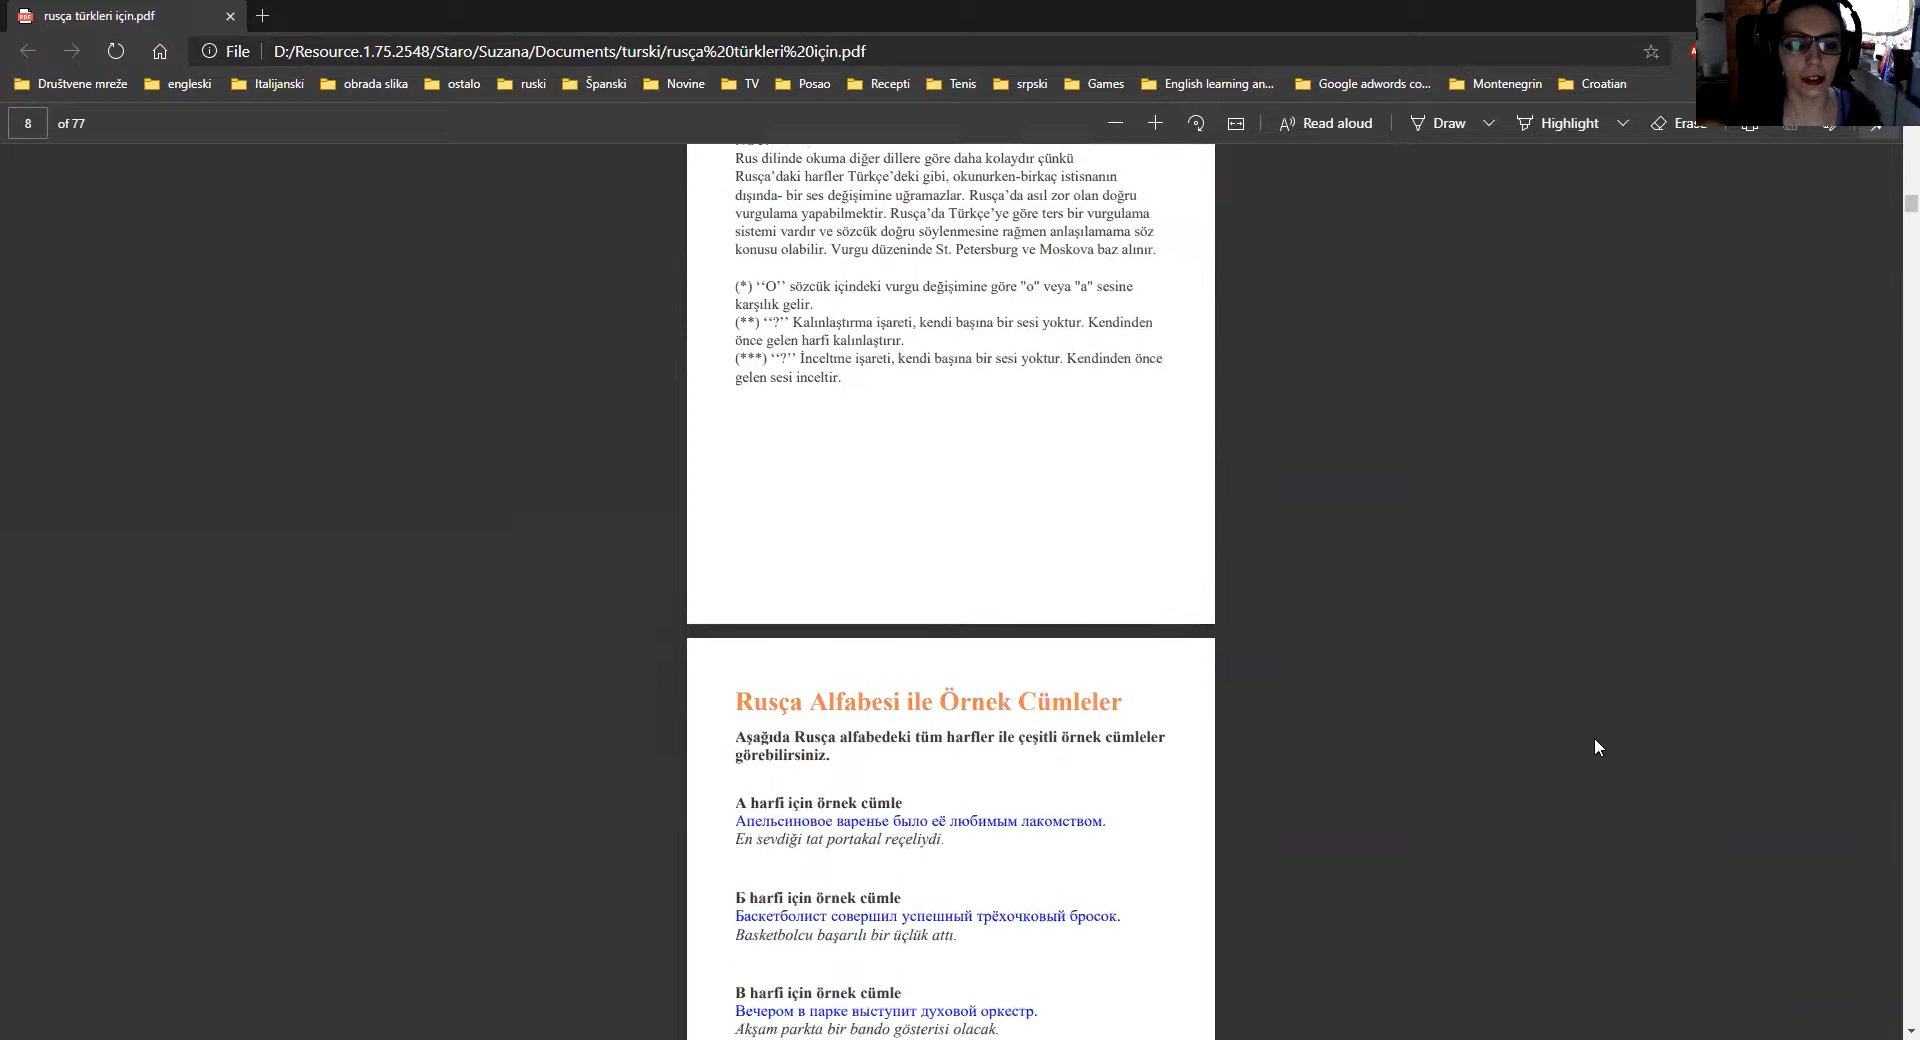 rusça türkleri için.pdf
File
D:/Resource.1.75.2548/Staro/Suzana/Documents/turski/rusça%20türkleri%20için.pdf
Društvene mreže engleski Italijanski obrada slika ostalo ruski Španski Novine TV Posao Recepti Tenis srpski Games English learning an... Google adwords co... Montenegrin Croatian
8 of 77 Read aloud Draw Highlight
Rus dilinde okuma diğer dillere göre daha kolaydır çünkü
Rusça’daki harfler Türkçe’deki gibi, okunurken-birkaç istisnanın
dışında- bir ses değişimine uğramazlar. Rusça’da asıl zor olan doğru
vurgulama yapabilmektir. Rusça’da Türkçe’ye göre ters bir vurgulama
sistemi vardır ve sözcük doğru söylenmesine rağmen anlaşılamama söz
konusu olabilir. Vurgu düzeninde St. Petersburg ve Moskova baz alınır.
(*) ‘‘O’’ sözcük içindeki vurgu değişimine göre "o" veya "a" sesine
karşılık gelir.
(**) ‘‘?’’ Kalınlaştırma işareti, kendi başına bir sesi yoktur. Kendinden
önce gelen harfi kalınlaştırır.
(***) ‘‘?’’ İnceltme işareti, kendi başına bir sesi yoktur. Kendinden önce
gelen sesi inceltir.
Rusça Alfabesi ile Örnek Cümleler
Aşağıda Rusça alfabedeki tüm harfler ile çeşitli örnek cümleler
görebilirsiniz.
А harfi için örnek cümle
Апельсиновое варенье было её любимым лакомством.
En sevdiği tat portakal reçeliydi.
Б harfi için örnek cümle
Баскетболист совершил успешный трёхочковый бросок.
Basketbolcu başarılı bir üçlük attı.
В harfi için örnek cümle
Вечером в парке выступит духовой оркестр.
Akşam parkta bir bando gösterisi olacak.